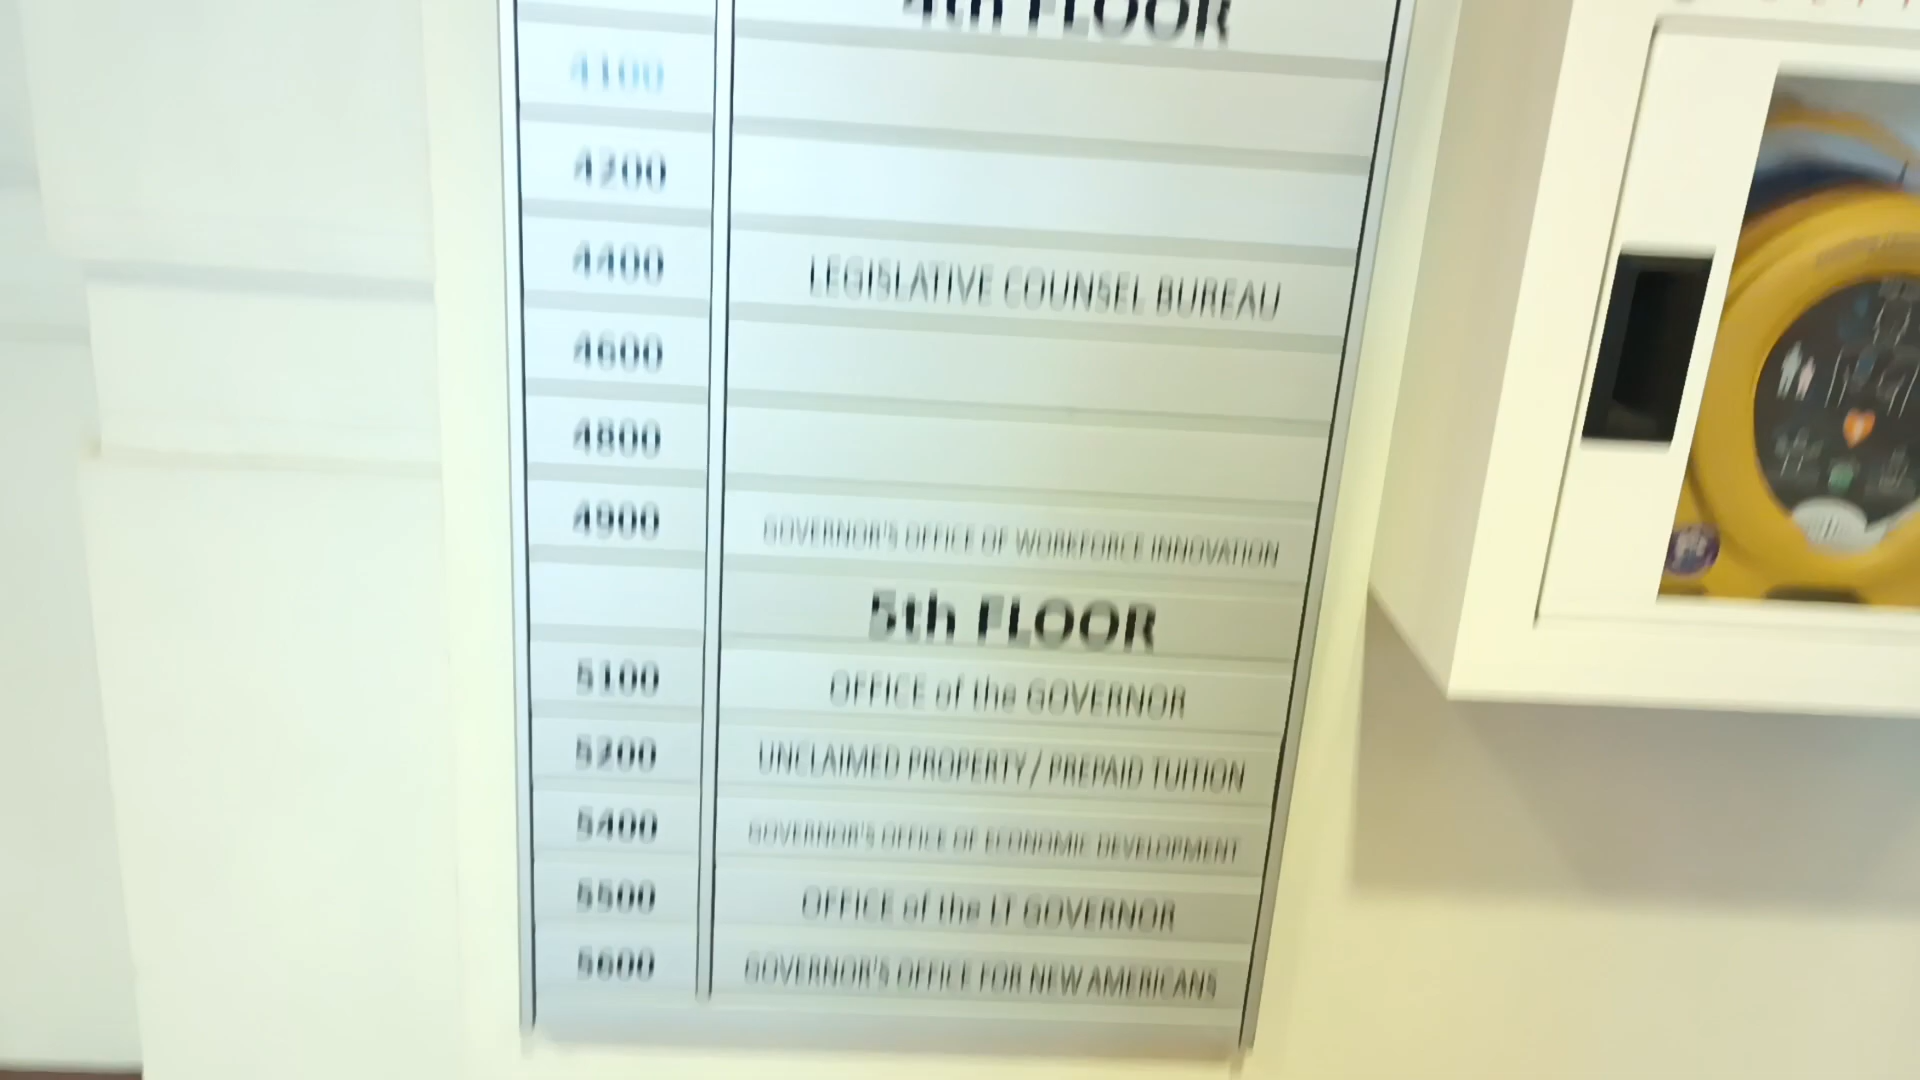 4th FLOOR
4100
4200
4400 LEGISLATIVE COUNSEL BUREAU
4600
4800
4900 GOVERNOR'S OFFICE OF WORKFORCE INNOVATION
5th FLOOR
5100 OFFICE of the GOVERNOR
5200 UNCLAIMED PROPERTY / PREPAID TUITION
5400 GOVERNOR'S OFFICE OF ECONOMIC DEVELOPMENT
5500 OFFICE of the LT GOVERNOR
5600 GOVERNOR'S OFFICE FOR NEW AMERICANS